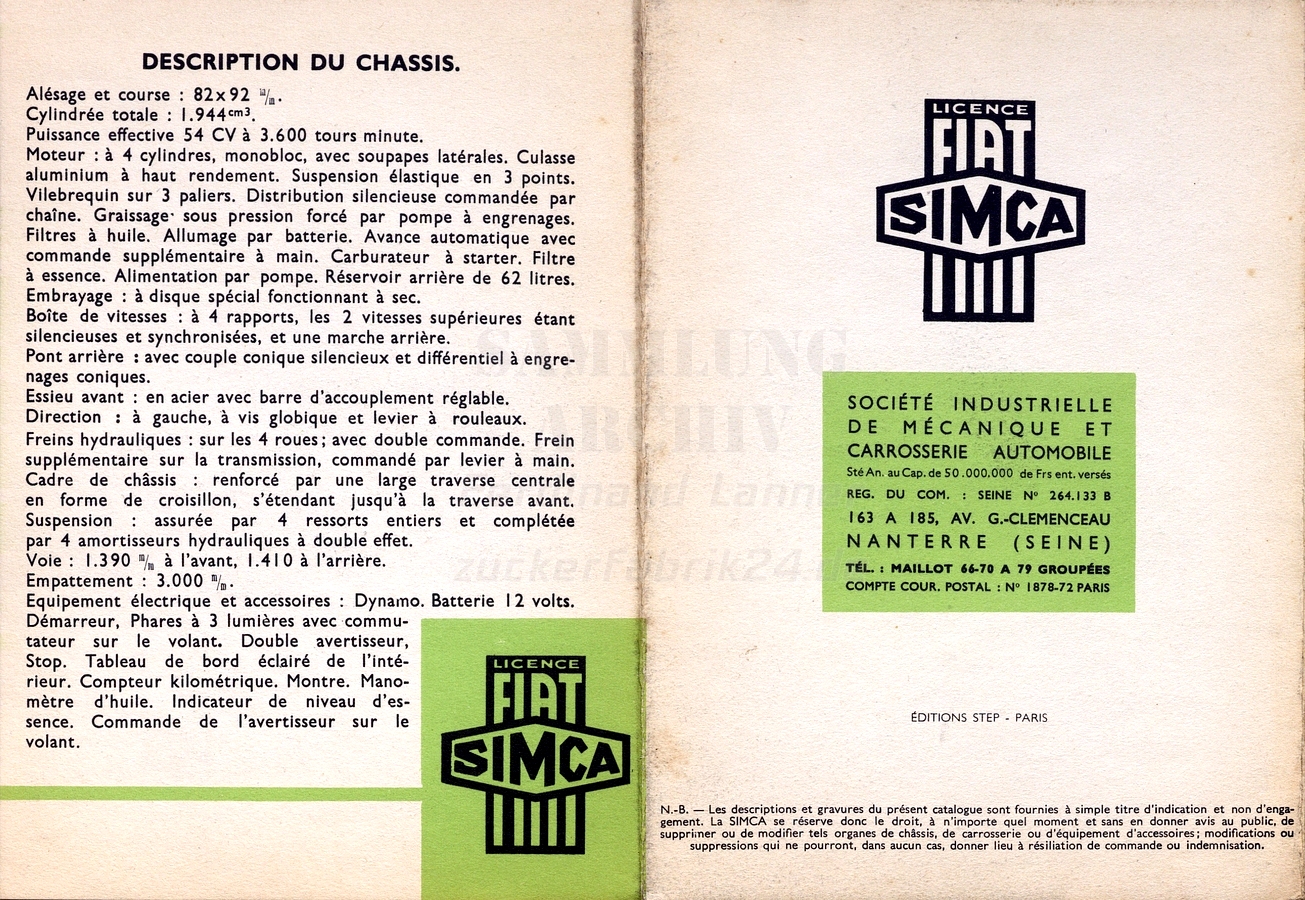 DESCRIPTION DU CHASSIS.
Alésage et course : 82x92 m/m.
Cylindrée totale : 1.944cm3.
Puissance effective 54 CV à 3.600 tours minute.
Moteur : à 4 cylindres, monobloc, avec soupapes latérales. Culasse
aluminium à haut rendement. Suspension élastique en 3 points.
Vilebrequin sur 3 paliers. Distribution silencieuse commandée par
chaîne. Graissage sous pression forcé par pompe à engrenages.
Filtres à huile. Allumage par batterie. Avance automatique avec
commande supplémentaire à main. Carburateur à starter. Filtre
à essence. Alimentation par pompe. Réservoir arrière de 62 litres.
Embrayage : à disque spécial fonctionnant à sec.
Boîte de vitesses : à 4 rapports, les 2 vitesses supérieures étant
silencieuses et synchronisées, et une marche arrière.
Pont arrière : avec couple conique silencieux et différentiel à engre-
nages coniques.
Essieu avant : en acier avec barre d'accouplement réglable.
Direction : à gauche, à vis globique et levier à rouleaux.
Freins hydrauliques : sur les 4 roues; avec double commande. Frein
supplémentaire sur la transmission, commandé par levier à main.
Cadre de châssis : renforcé par une large traverse centrale
en forme de croisillon, s'étendant jusqu'à la traverse avant.
Suspension : assurée par 4 ressorts entiers et complétée
par 4 amortisseurs hydrauliques à double effet.
Voie : 1.390 m/m à l'avant, 1.410 à l'arrière.
Empattement : 3.000 m/m.
Equipement électrique et accessoires : Dynamo. Batterie 12 volts.
Démarreur, Phares à 3 lumières avec commu-
tateur sur le volant. Double avertisseur,
Stop. Tableau de bord éclairé de l'inté-
rieur. Compteur kilométrique. Montre. Mano-
mètre d'huile. Indicateur de niveau d'es-
sence. Commande de l'avertisseur sur le
volant.
LICENCE
FIAT
SIMCA
LICENCE
FIAT
SIMCA
SOCIÉTÉ INDUSTRIELLE
DE MÉCANIQUE ET
CARROSSERIE AUTOMOBILE
Sté An. au Cap. de 50.000.000 de Frs ent. versés
REG. DU COM. : SEINE No 264.133 B
163 A 185, AV. G.-CLEMENCEAU
NANTERRE (SEINE)
TÉL. : MAILLOT 66-70 A 79 GROUPÉES
COMPTE COUR. POSTAL : No 1878-72 PARIS
ÉDITIONS STEP - PARIS
N.-B. — Les descriptions et gravures du présent catalogue sont fournies à simple titre d'indication et non d'enga-
gement. La SIMCA se réserve donc le droit, à n'importe quel moment et sans en donner avis au public, de
supprimer ou de modifier tels organes de châssis, de carrosserie ou d'équipement d'accessoires; modifications ou
suppressions qui ne pourront, dans aucun cas, donner lieu à résiliation de commande ou indemnisation.
SAMMLUNG
ARCHIV